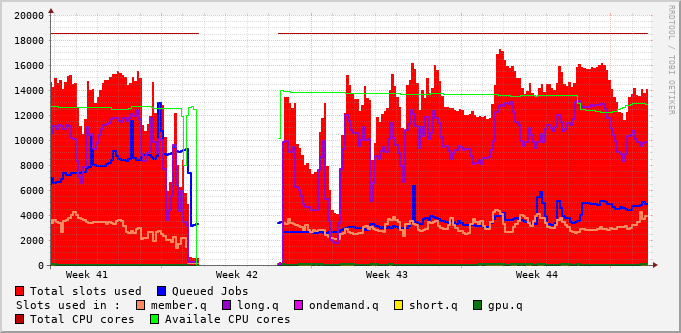 20000
18000
16000
14000
12000
10000
8000
6000
4000
2000
0
Week 41 Week 42 Week 43 Week 44
Total slots used Queued Jobs
Slots used in : member.q long.q ondemand.q short.q gpu.q
Total CPU cores Availale CPU cores
RRDTOOL / TOBI OETIKER